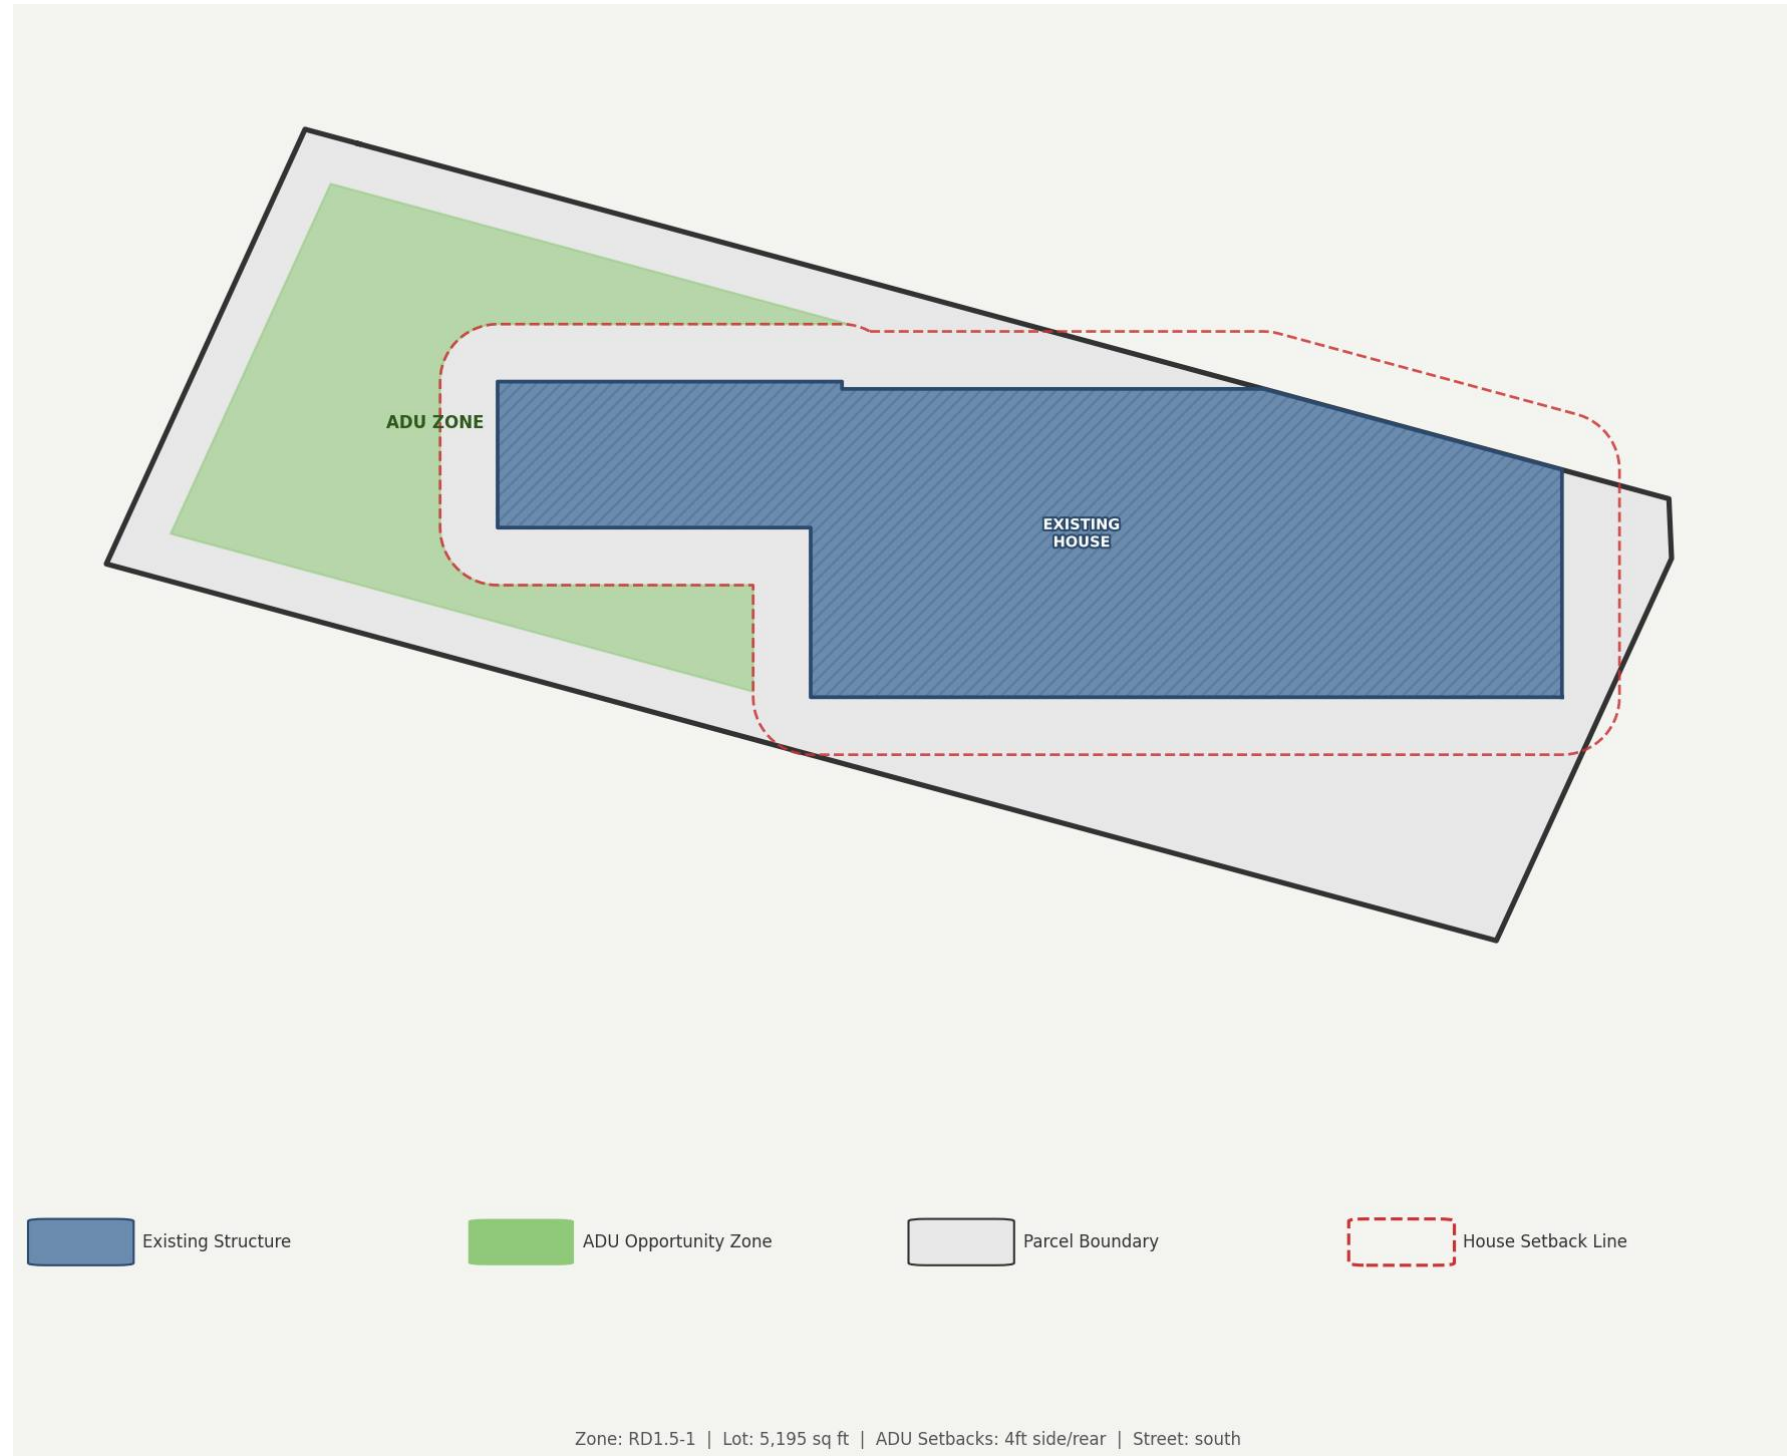 ADU ZONE
EXISTING
HOUSE
Existing Structure
ADU Opportunity Zone
Parcel Boundary
House Setback Line
Zone: RD1.5-1 | Lot: 5,195 sq ft | ADU Setbacks: 4ft side/rear | Street: south